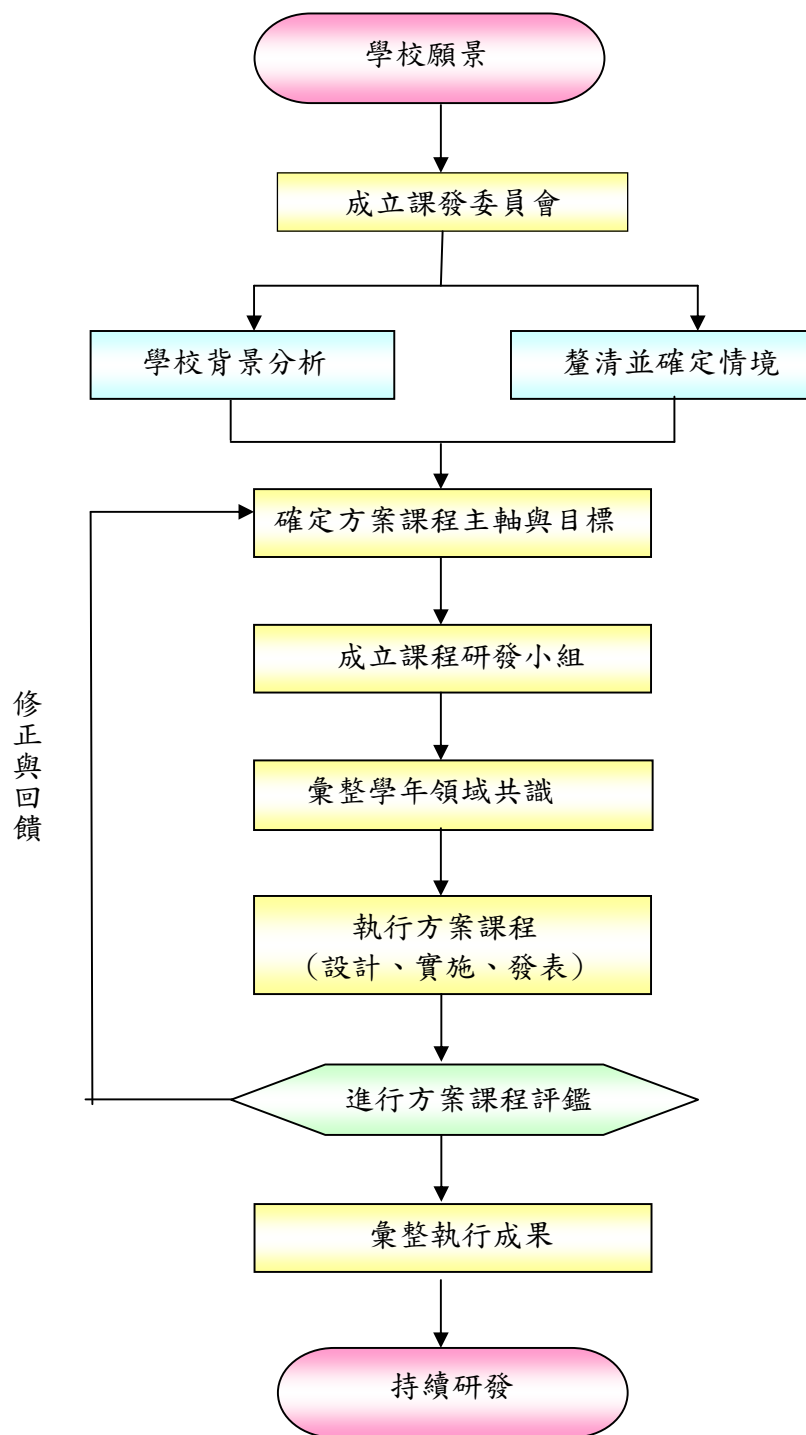 學校願景
成立課發委員會
學校背景分析
釐清並確定情境
確定方案課程主軸與目標
成立課程研發小組
修正與回饋
彙整學年領域共識
執行方案課程
（設計、實施、發表）
進行方案課程評鑑
彙整執行成果
持續研發